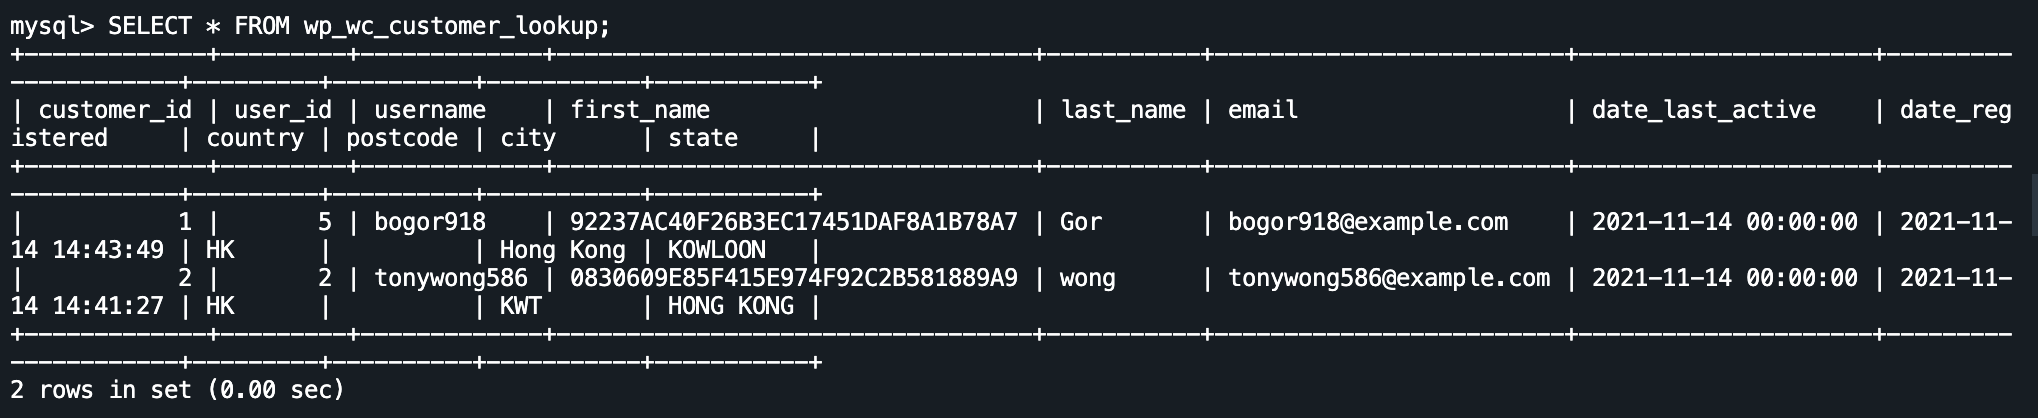 mysql> SELECT * FROM wp_wc_customer_lookup;
+-------------+---------+-------------+----------------------------------+-----------+-------------------------+---------------------+---------
------------+---------+----------+-----------+-----------+
| customer_id | user_id | username    | first_name                       | last_name | email                   | date_last_active    | date_reg
istered     | country | postcode | city      | state     |
+-------------+---------+-------------+----------------------------------+-----------+-------------------------+---------------------+---------
------------+---------+----------+-----------+-----------+
|           1 |       5 | bogor918    | 92237AC40F26B3EC17451DAF8A1B78A7 | Gor       | bogor918@example.com    | 2021-11-14 00:00:00 | 2021-11-
14 14:43:49 | HK      |          | Hong Kong | KOWLOON   |
|           2 |       2 | tonywong586 | 0830609E85F415E974F92C2B581889A9 | wong      | tonywong586@example.com | 2021-11-14 00:00:00 | 2021-11-
14 14:41:27 | HK      |          | KWT       | HONG KONG |
+-------------+---------+-------------+----------------------------------+-----------+-------------------------+---------------------+---------
------------+---------+----------+-----------+-----------+
2 rows in set (0.00 sec)